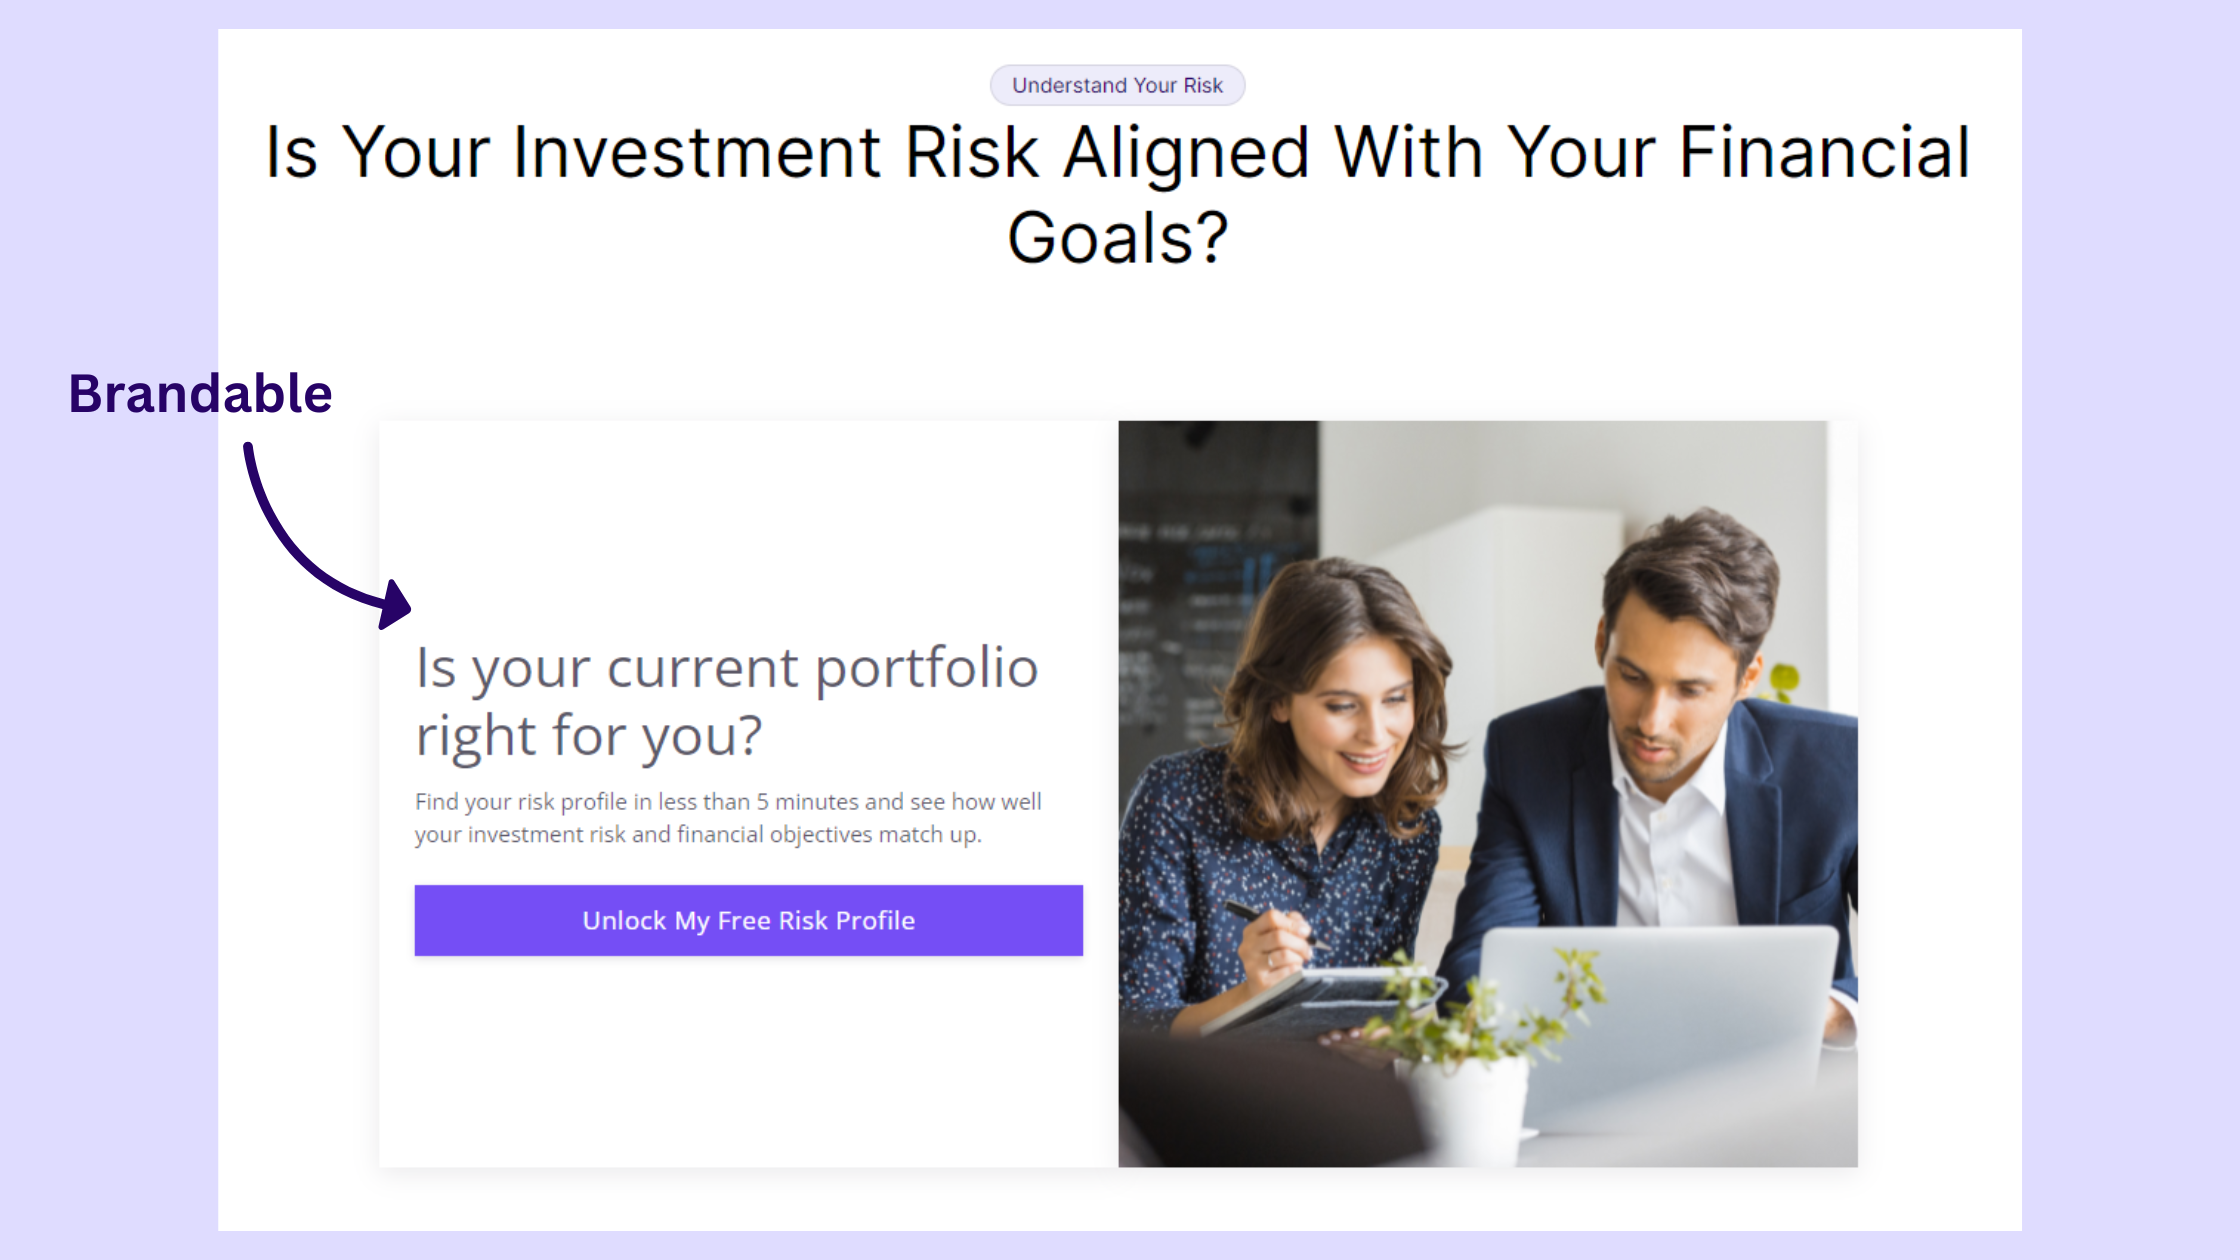 Understand Your Risk
Is Your Investment Risk Aligned With Your Financial
Goals?
Brandable
Is your current portfolio
right for you?
Find your risk profile in less than 5 minutes and see how well
your investment risk and financial objectives match up.
Unlock My Free Risk Profile